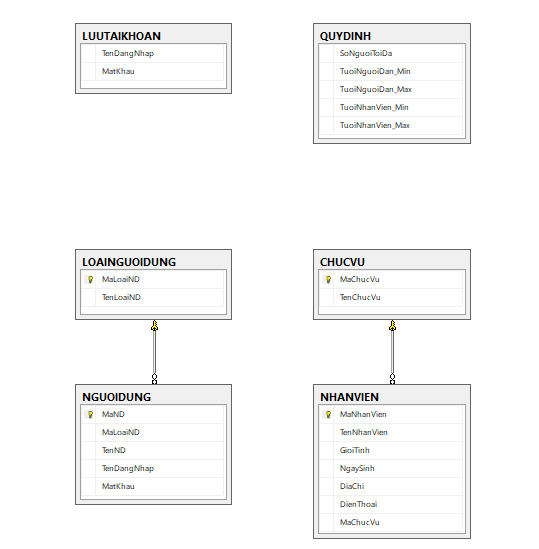 LUUTAIKHOAN
TenDangNhap
MatKhau
QUYDINH
SoNguoiToiDa
TuoiNguoiDan_Min
TuoiNguoiDan_Max
TuoiNhanVien_Min
TuoiNhanVien_Max
LOAINGUOIDUNG
MaLoaiND
TenLoaiND
CHUCVU
MaChucVu
TenChucVu
NGUOIDUNG
MaND
MaLoaiND
TenND
TenDangNhap
MatKhau
NHANVIEN
MaNhanVien
TenNhanVien
GioiTinh
NgaySinh
DiaChi
DienThoai
MaChucVu